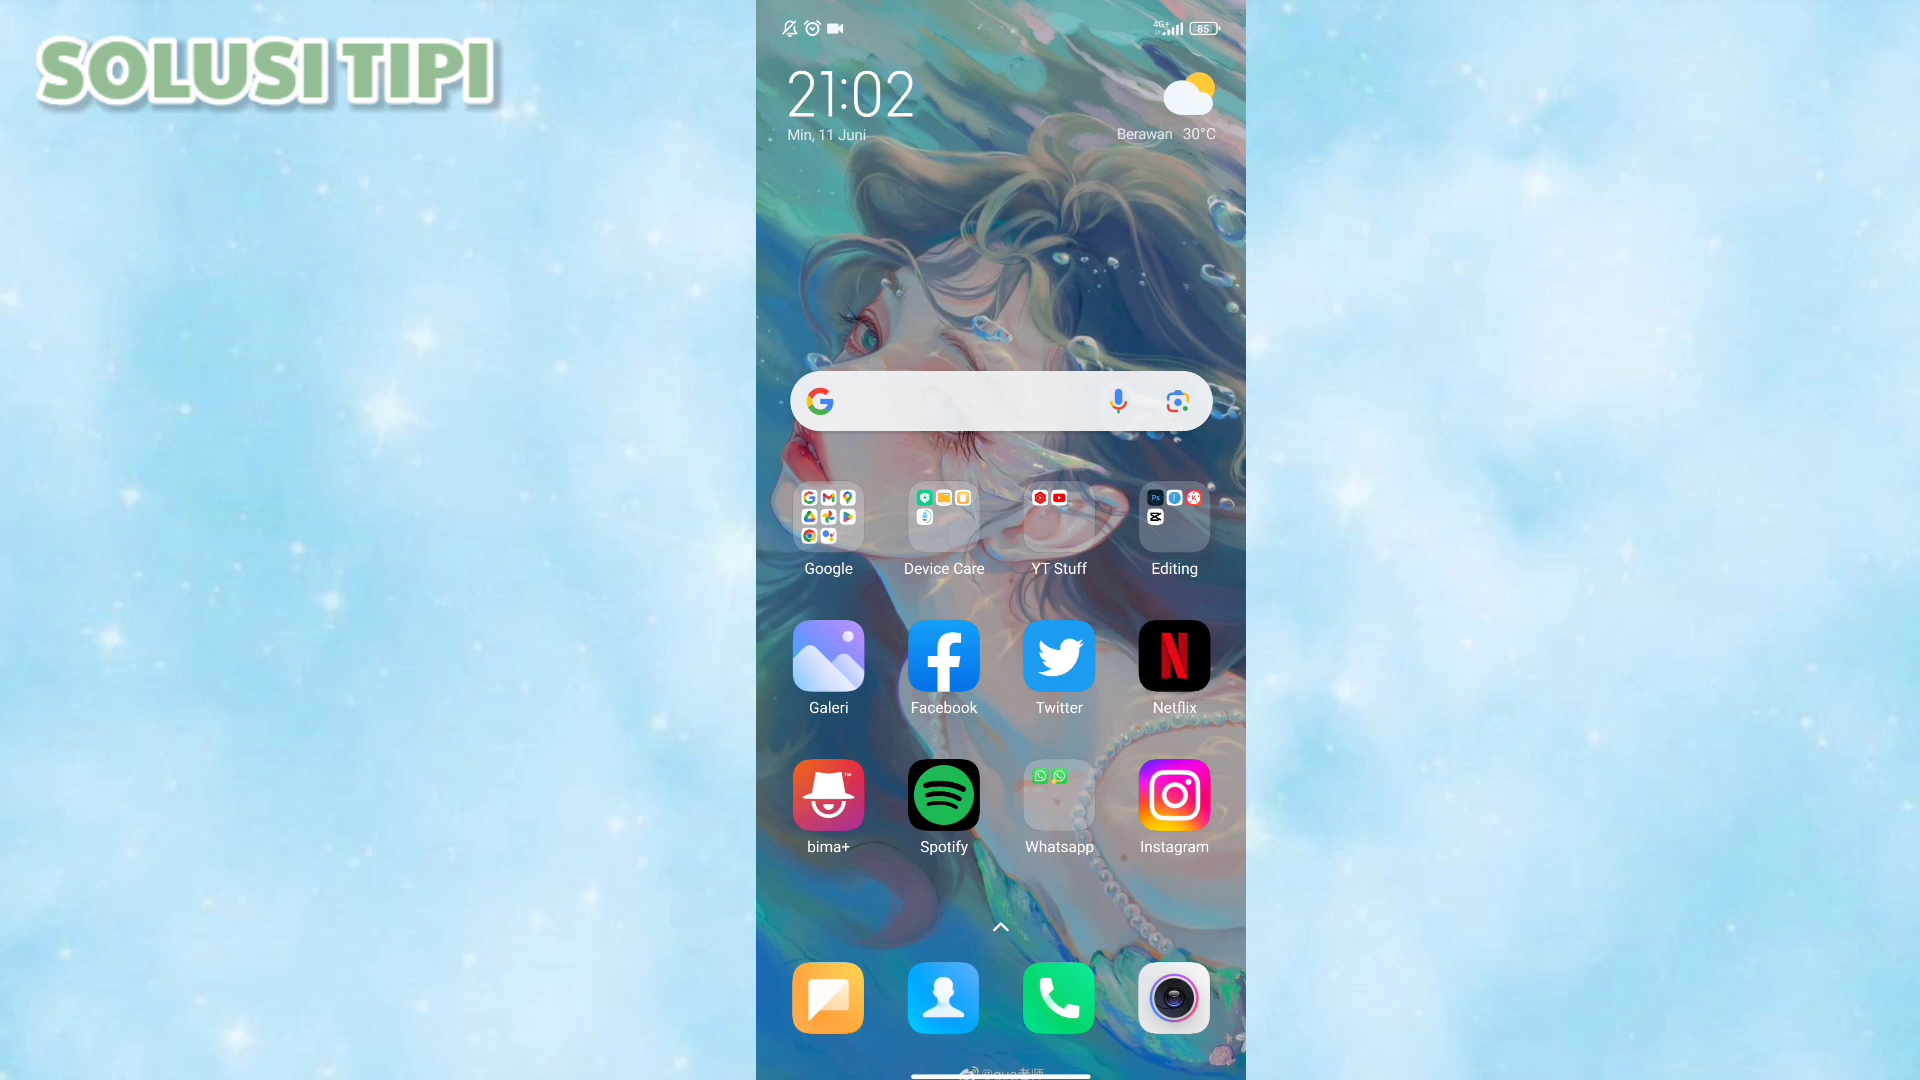 SOLUSI TIPI
4G+
85
21:02
Min, 11 Juni
Berawan 30°C
Google
Device Care
YT Stuff
Editing
Galeri
Facebook
Twitter
Netflix
bima+
Spotify
Whatsapp
Instagram